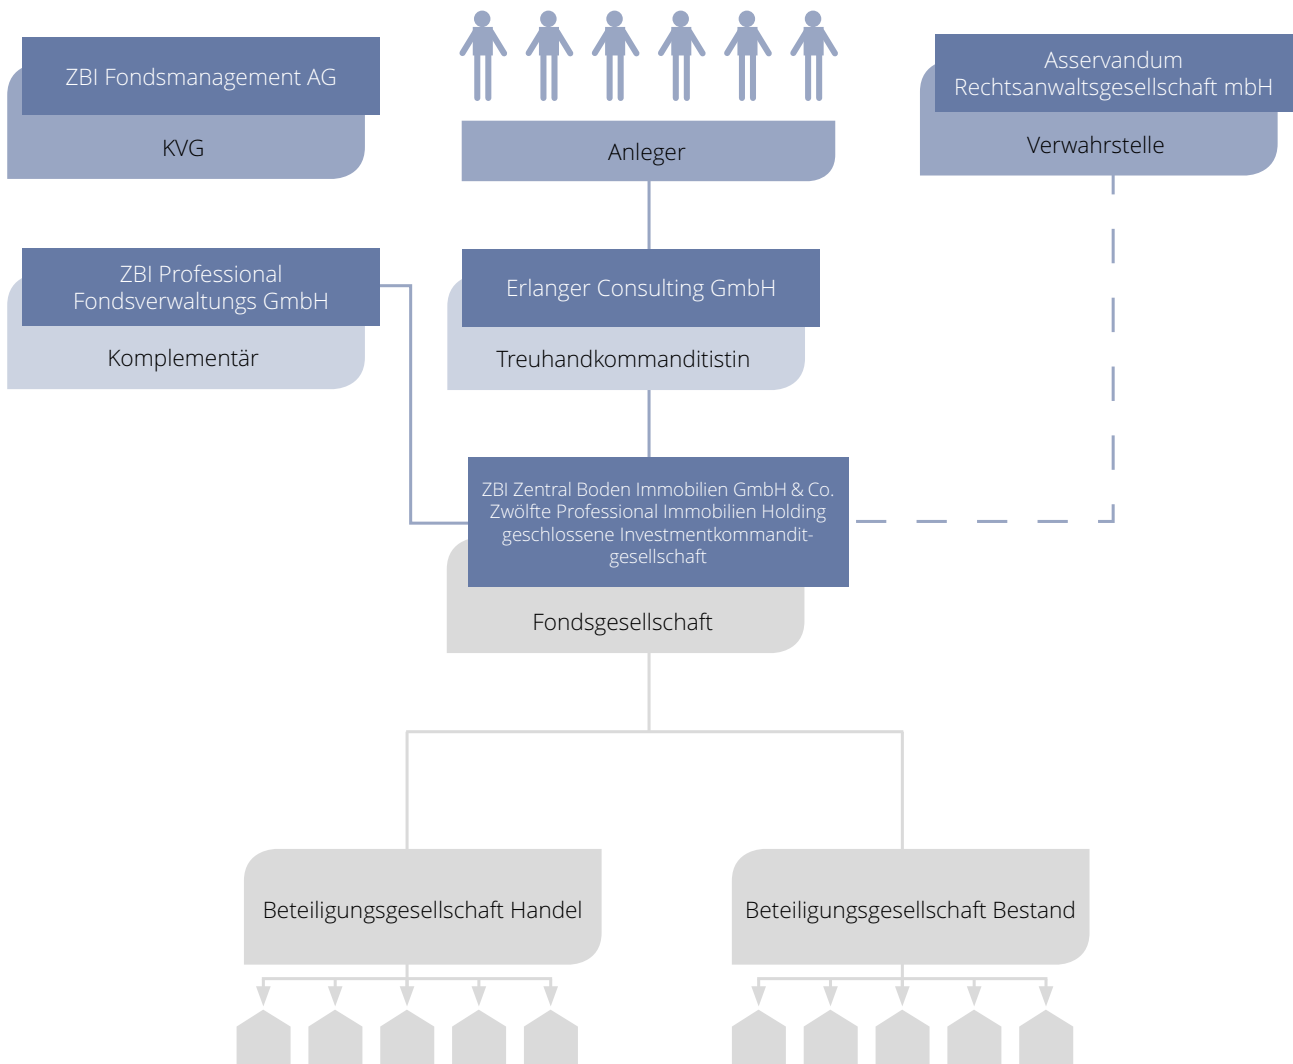 ZBI Fondsmanagement AG
KVG
Anleger
Asservandum
Rechtsanwaltsgesellschaft mbH
Verwahrstelle
ZBI Professional
Fondsverwaltungs GmbH
Komplementär
Erlanger Consulting GmbH
Treuhandkommanditistin
ZBI Zentral Boden Immobilien GmbH & Co.
Zwölfte Professional Immobilien Holding
geschlossene Investmentkommandit-
gesellschaft
Fondsgesellschaft
Beteiligungsgesellschaft Handel
Beteiligungsgesellschaft Bestand